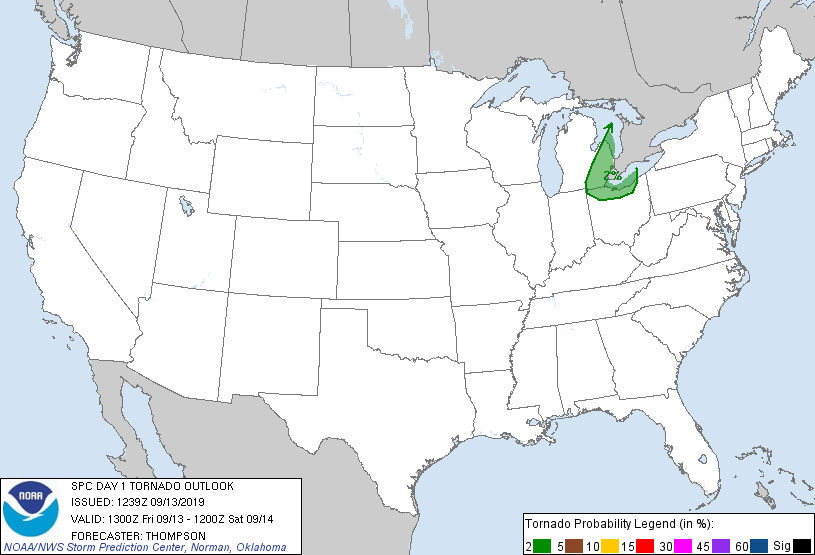 2%
NOAA
SPC DAY 1 TORNADO OUTLOOK
ISSUED: 1239Z 09/13/2019
VALID: 1300Z Fri 09/13 - 1200Z Sat 09/14
FORECASTER: THOMPSON
NOAA/NWS Storm Prediction Center, Norman, Oklahoma
Tornado Probability Legend (in %):
2 5 10 15 30 45 60 Sig